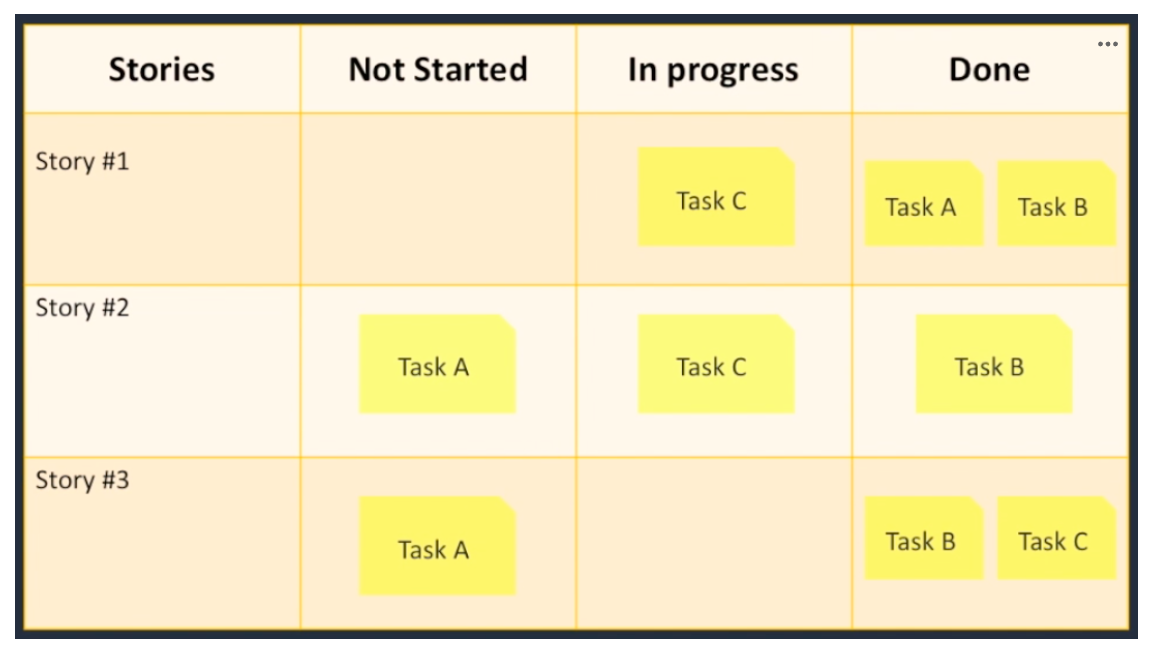 Stories Not Started In progress Done
Story #1
Task C Task A Task B
Story #2
Task A Task C Task B
Story #3
Task A Task B Task C